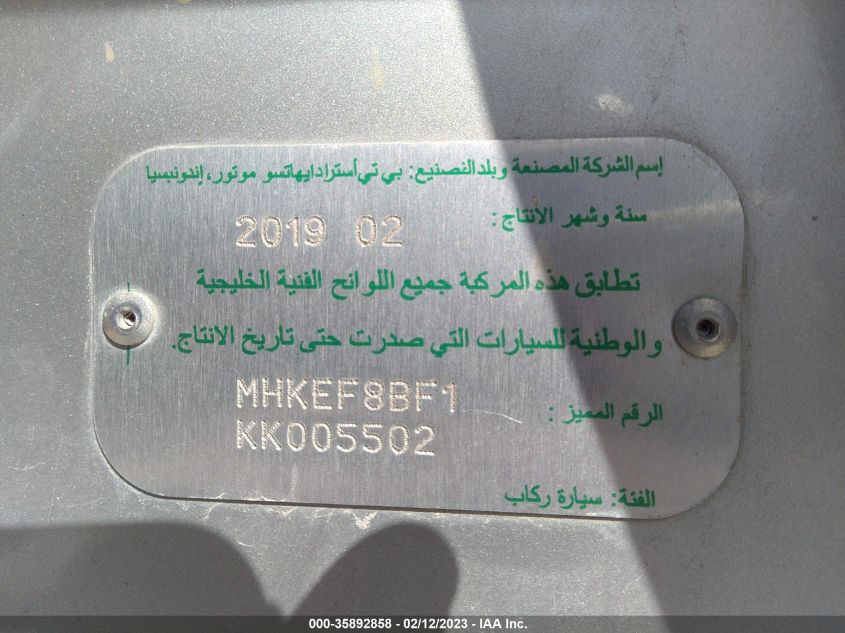 إسم الشركة المصنعة وبلد التصنيع: بي تي أسترا دايهاتسو موتور، إندونيسيا
سنة وشهر الانتاج: 2019 02
تطابق هذه المركبة جميع اللوائح الفنية الخليجية
والوطنية للسيارات التي صدرت حتى تاريخ الانتاج.
الرقم المميز: MHKEF8BF1
KK005502
الفئة: سيارة ركاب
000-35892858 - 02/12/2023 - IAA Inc.